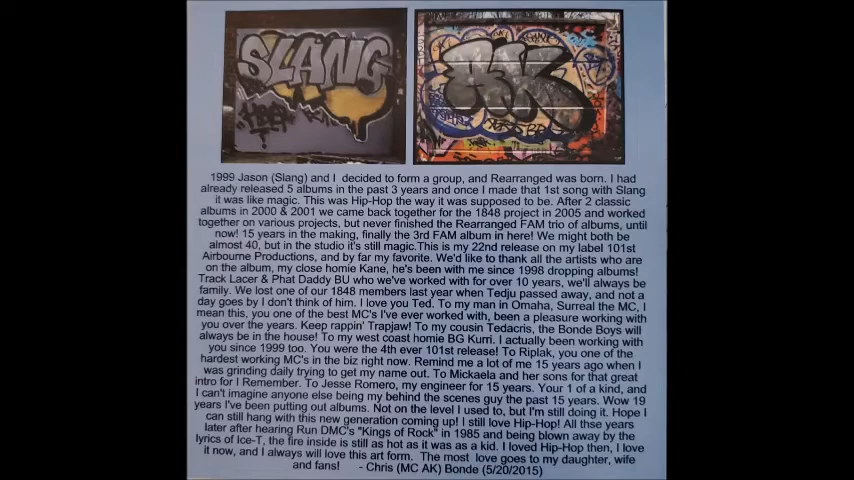 SLANG
AK
1999 Jason (Slang) and I decided to form a group, and Rearranged was born. I had
already released 5 albums in the past 3 years and once I made that 1st song with Slang
it was like magic. This was Hip-Hop the way it was supposed to be. After 2 classic
albums in 2000 & 2001 we came back together for the 1848 project in 2005 and worked
together on various projects, but never finished the Rearranged FAM trio of albums, until
now! 15 years in the making, finally the 3rd FAM album in here! We might both be
almost 40, but in the studio it's still magic.This is my 22nd release on my label 101st
Airbourne Productions, and by far my favorite. We'd like to thank all the artists who are
on the album, my close homie Kane, he's been with me since 1998 dropping albums!
Track Lacer & Phat Daddy BU who we've worked with for over 10 years, we'll always be
family. We lost one of our 1848 members last year when Tedju passed away, and not a
day goes by I don't think of him. I love you Ted. To my man in Omaha, Surreal the MC, I
mean this, you one of the best MC's I've ever worked with, been a pleasure working with
you over the years. Keep rappin' Trapjaw! To my cousin Tedacris, the Bonde Boys will
always be in the house! To my west coast homie BG Kurri. I actually been working with
you since 1999 too. You were the 4th ever 101st release! To Riplak, you one of the
hardest working MC's in the biz right now. Remind me a lot of me 15 years ago when I
was grinding daily trying to get my name out. To Mickaela and her sons for that great
intro for I Remember. To Jesse Romero, my engineer for 15 years. Your 1 of a kind, and
I can't imagine anyone else being my behind the scenes guy the past 15 years. Wow 19
years I've been putting out albums. Not on the level I used to, but I'm still doing it. Hope I
can still hang with this new generation coming up! I still love Hip-Hop! All thse years
later after hearing Run DMC's "Kings of Rock" in 1985 and being blown away by the
lyrics of Ice-T, the fire inside is still as hot as it was as a kid. I loved Hip-Hop then, I love
it now, and I always will love this art form. The most love goes to my daughter, wife
and fans! - Chris (MC AK) Bonde (5/20/2015)